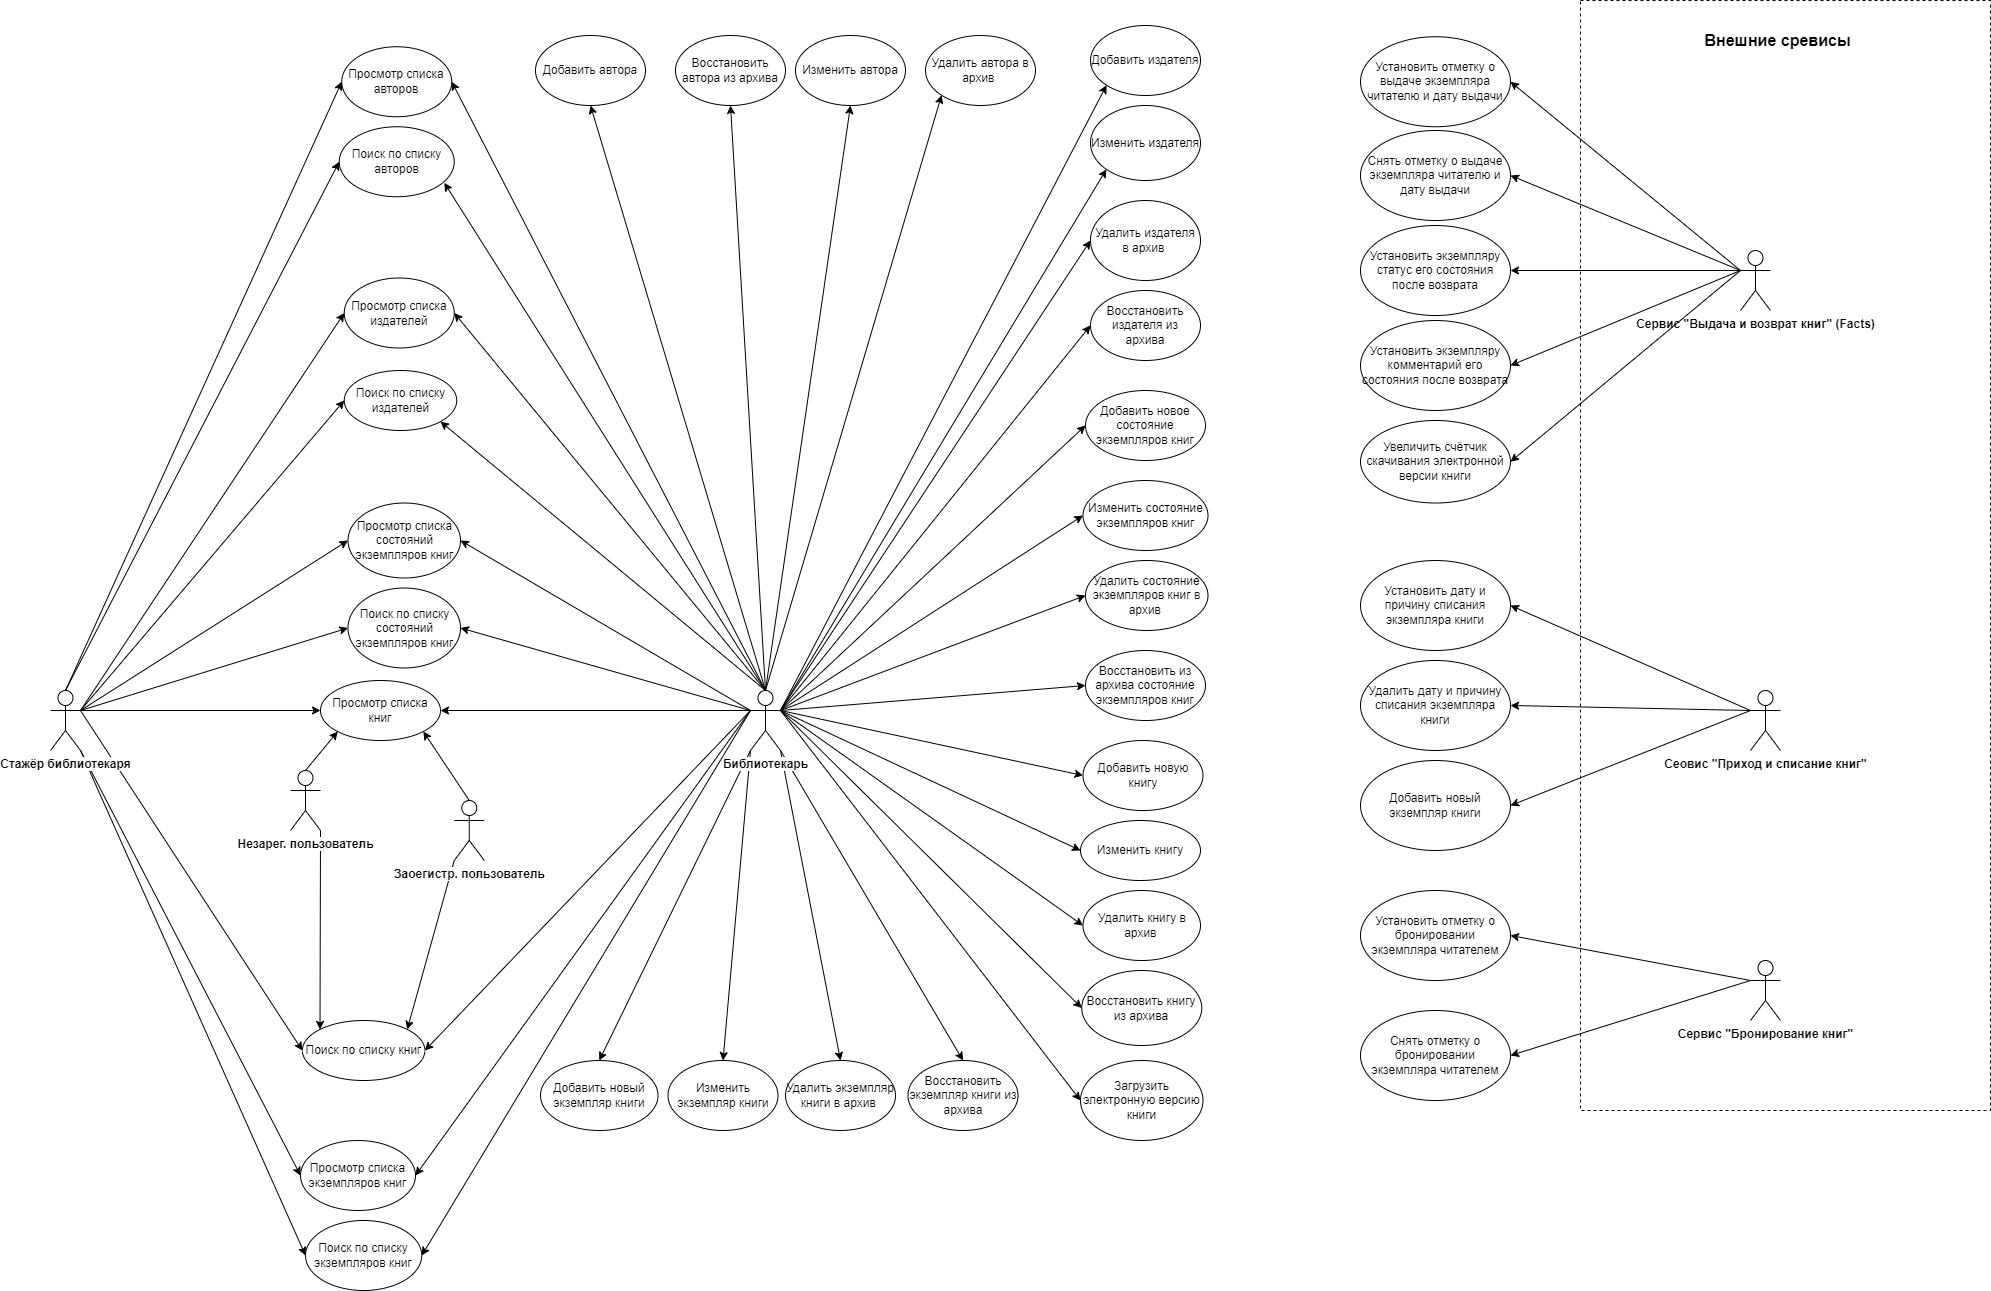 Внешние сревисы
Просмотр списка
авторов
Поиск по списку
авторов
Просмотр списка
издателей
Поиск по списку
издателей
Просмотр списка
состояний
экземпляров книг
Поиск по списку
состояний
экземпляров книг
Просмотр списка
книг
Стажёр библиотекаря
Незарег. пользователь
Заоегистр. пользователь
Поиск по списку книг
Просмотр списка
экземпляров книг
Поиск по списку
экземпляров книг
Добавить автора
Восстановить
автора из архива
Изменить автора
Удалить автора в
архив
Библиотекарь
Добавить новый
экземпляр книги
Изменить
экземпляр книги
Удалить экземпляр
книги в архив
Восстановить
экземпляр книги из
архива
Добавить издателя
Изменить издателя
Удалить издателя
в архив
Восстановить
издателя из
архива
Добавить новое
состояние
экземпляров книг
Изменить состояние
экземпляров книг
Удалить состояние
экземпляров книг в
архив
Восстановить из
архива состояние
экземпляров книг
Добавить новую
книгу
Изменить книгу
Удалить книгу в
архив
Восстановить книгу
из архива
Загрузить
электронную версию
книги
Установить отметку о
выдаче экземпляра
читателю и дату выдачи
Снять отметку о выдаче
экземпляра читателю и
дату выдачи
Установить экземпляру
статус его состояния
после возврата
Установить экземпляру
комментарий его
состояния после возврата
Увеличить счётчик
скачивания электронной
версии книги
Сервис "Выдача и возврат книг" (Facts)
Установить дату и
причину списания
экземпляра книги
Удалить дату и причину
списания экземпляра
книги
Добавить новый
экземпляр книги
Сеовис "Приход и списание книг"
Установить отметку о
бронировании
экземпляра читателем
Снять отметку о
бронировании
экземпляра читателем
Сервис "Бронирование книг"